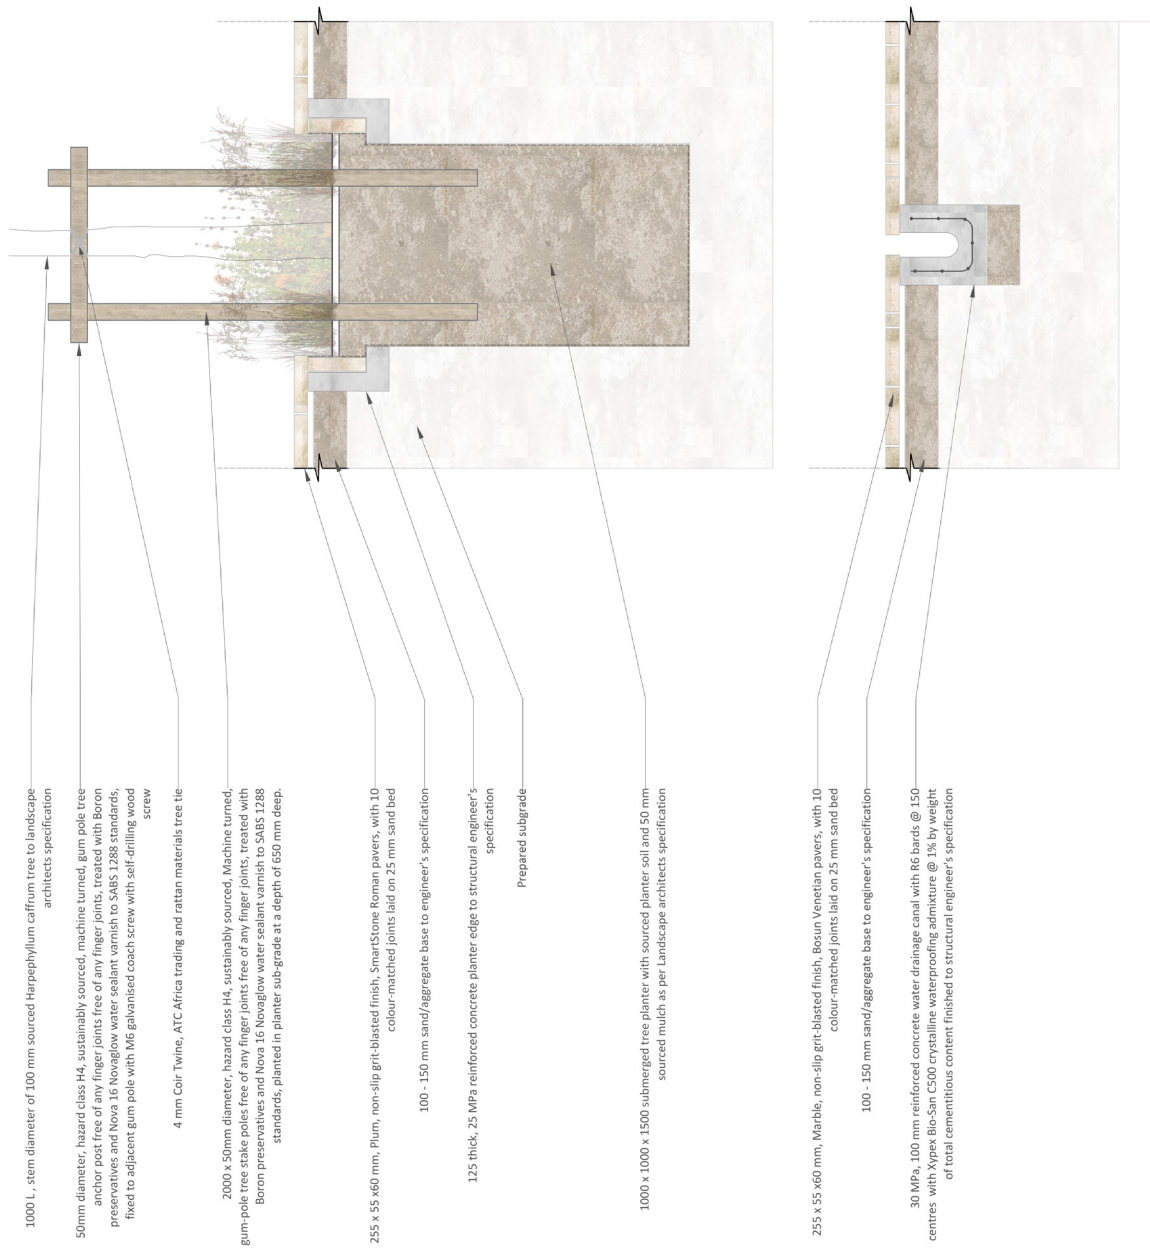 1000 L , stem diameter of 100 mm sourced Harpephyllum caffrum tree to landscape
architects specification
50mm diameter, hazard class H4, sustainably sourced, machine turned, gum pole tree
anchor post free of any finger joints free of any finger joints, treated with Boron
preservatives and Nova 16 Novaglow water sealant varnish to SABS 1288 standards,
fixed to adjacent gum pole with M6 galvanised coach screw with self-drilling wood
screw
4 mm Coir Twine, ATC Africa trading and rattan materials tree tie
2000 x 50mm diameter, hazard class H4, sustainably sourced, Machine turned,
gum-pole tree stake poles free of any finger joints free of any finger joints, treated with
Boron preservatives and Nova 16 Novaglow water sealant varnish to SABS 1288
standards, planted in planter sub-grade at a depth of 650 mm deep.
255 x 55 x60 mm, Plum, non-slip grit-blasted finish, SmartStone Roman pavers, with 10
colour-matched joints laid on 25 mm sand bed
100 - 150 mm sand/aggregate base to engineer's specification
125 thick, 25 MPa reinforced concrete planter edge to structural engineer's
specification
Prepared subgrade
1000 x 1000 x 1500 submerged tree planter with sourced planter soil and 50 mm
sourced mulch as per Landscape architects specification
255 x 55 x60 mm, Marble, non-slip grit-blasted finish, Bosun Venetian pavers, with 10
colour-matched joints laid on 25 mm sand bed
100 - 150 mm sand/aggregate base to engineer's specification
30 MPa, 100 mm reinforced concrete water drainage canal with R6 bards @ 150
centres with Xypex Bio-San C500 crystalline waterproofing admixture @ 1% by weight
of total cementitious content finished to structural engineer's specification